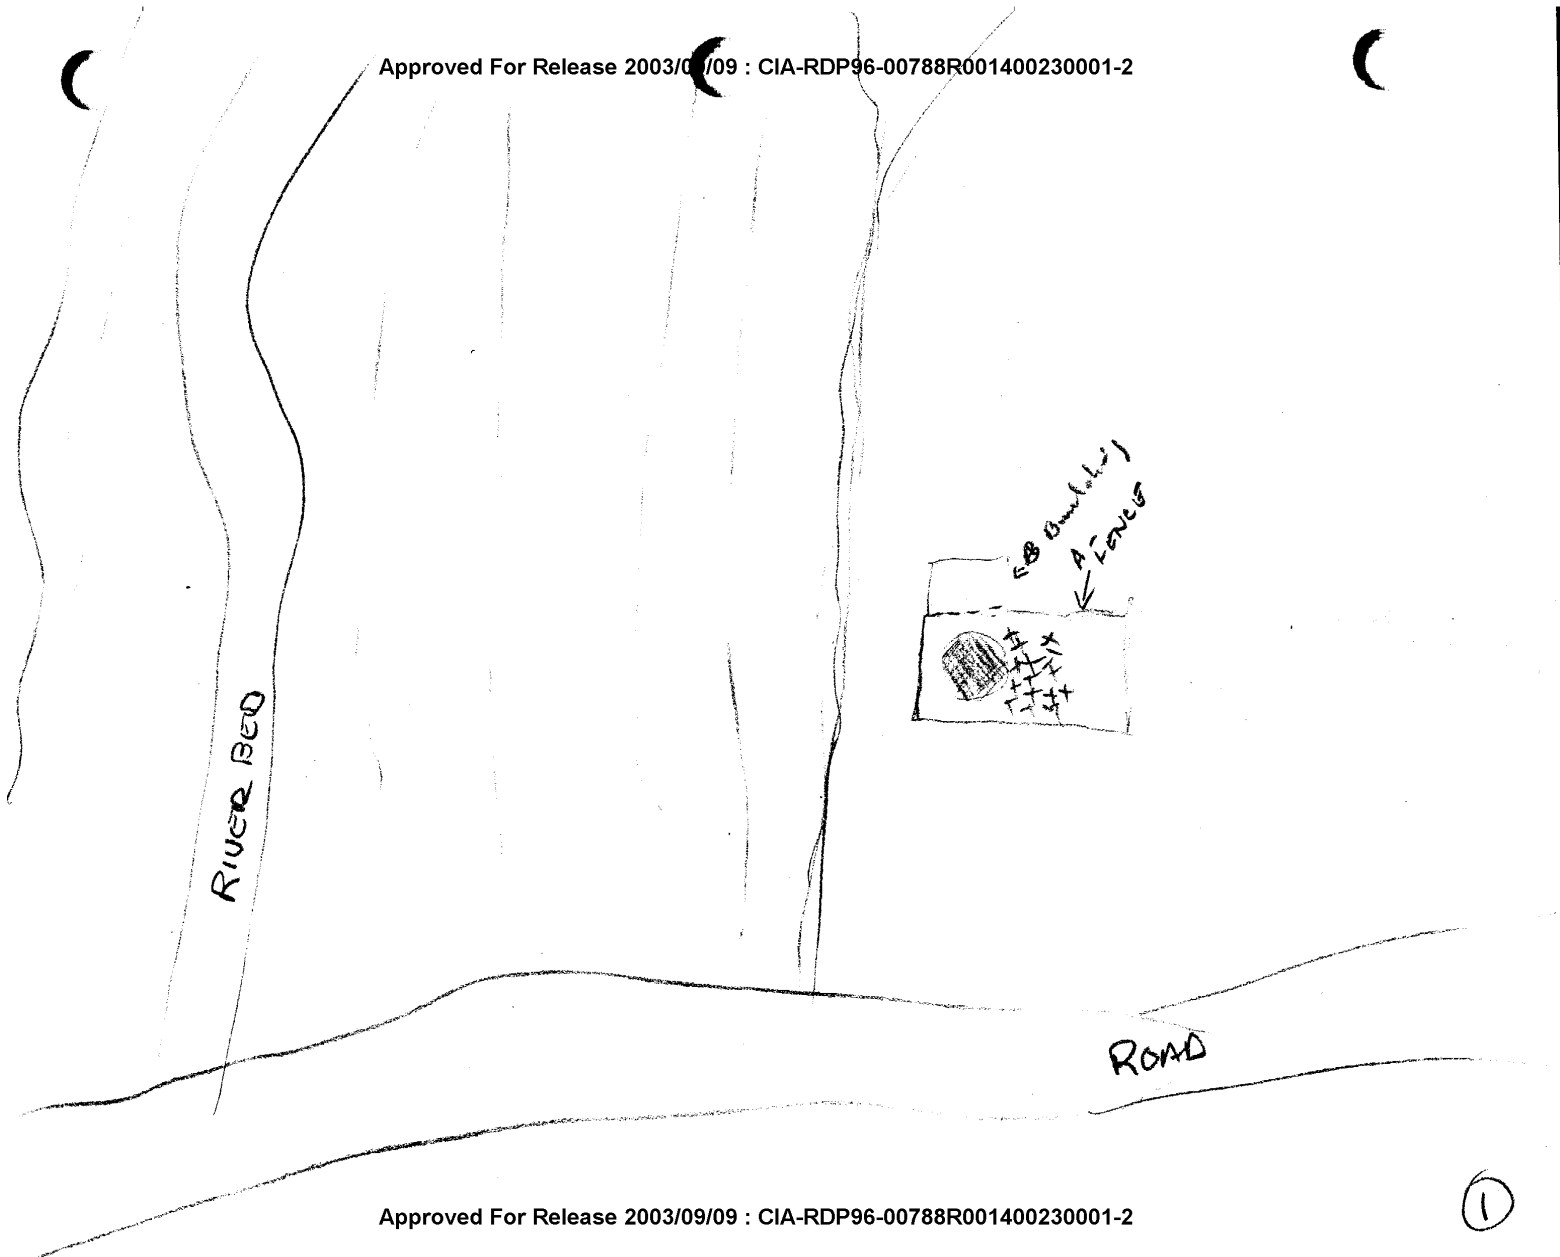 Approved For Release 2003/09/09 : CIA-RDP96-00788R001400230001-2
B Building
A-
FENCE
RIVER BED
ROAD
Approved For Release 2003/09/09 : CIA-RDP96-00788R001400230001-2
1